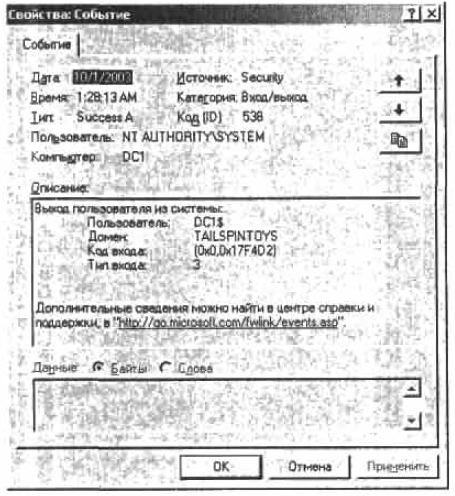 Свойства: Событие
Событие
Дата: 10/1/2003 Источник: Security
Время: 1:28:13 AM Категория: Вход/выход
Тип: Success A Код (ID) 538
Пользователь: NT AUTHORITY\SYSTEM
Компьютер: DC1
Описание:
Выход пользователя из системы:
Пользователь: DC1$
Домен: TAILSPINTOYS
Код входа: (0x0,0x17F4D2)
Тип входа: 3
Дополнительные сведения можно найти в центре справки и
поддержки, в "http://go.microsoft.com/fwlink/events.asp".
Данные: Байты Слова
OK Отмена Применить